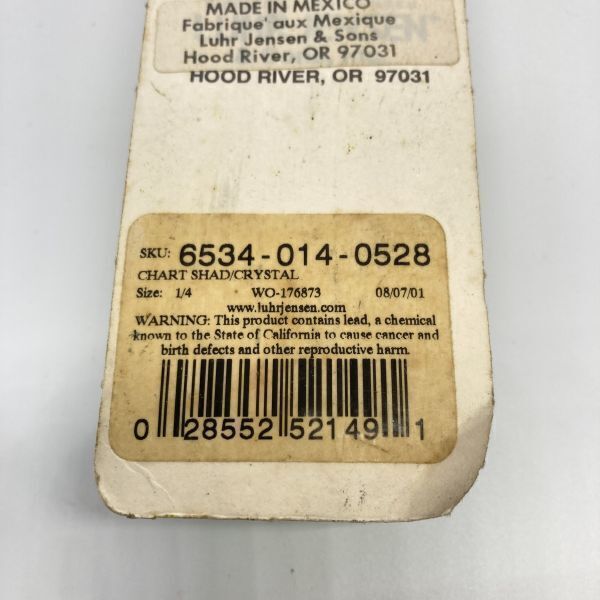 MADE IN MEXICO
Fabrique' aux Mexique
Luhr Jensen & Sons
Hood River, OR 97031
HOOD RIVER, OR 97031
SKU: 6534-014-0528
CHART SHAD/CRYSTAL
Size: 1/4 WO-176873 08/07/01
www.luhrjensen.com
WARNING: This product contains lead, a chemical
known to the State of California to cause cancer and
birth defects and other reproductive harm.
0 28552 52149 1